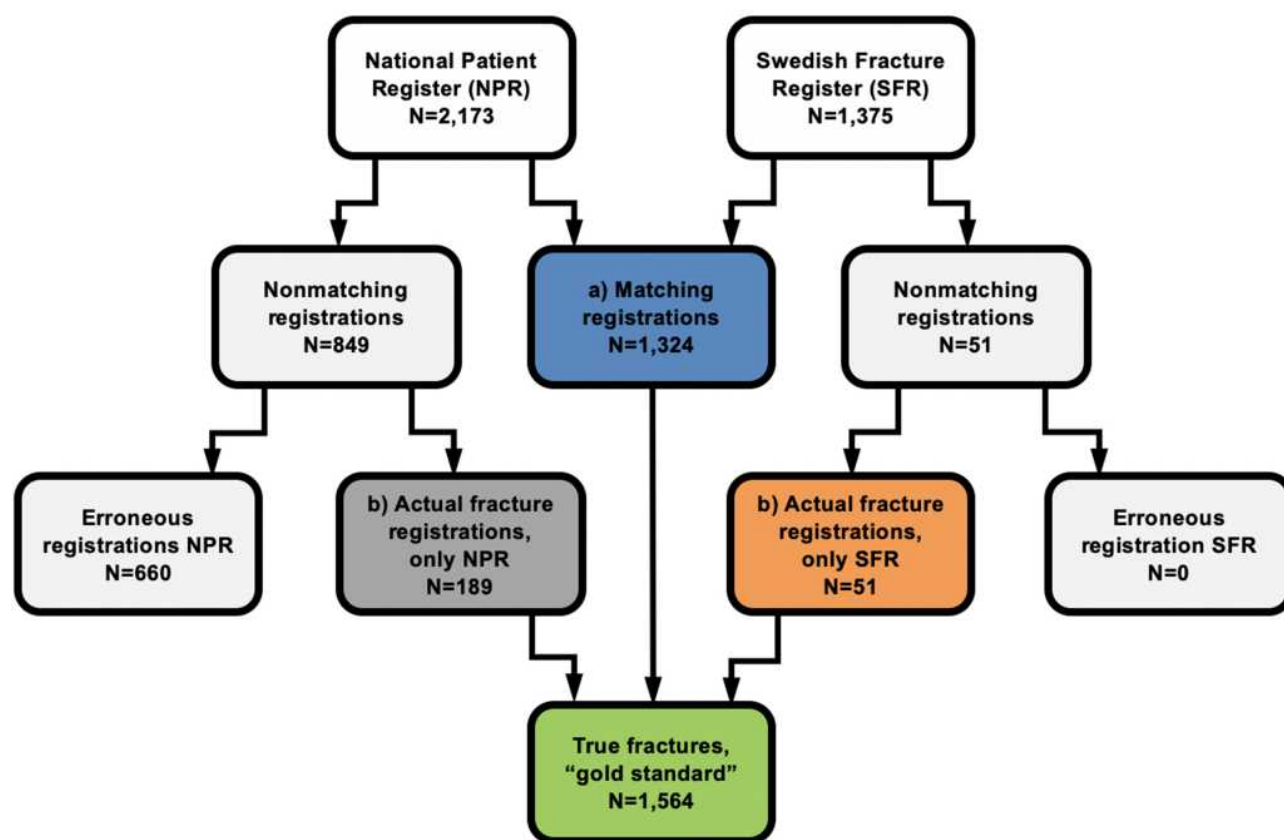 National Patient
Register (NPR)
N=2,173
Swedish Fracture
Register (SFR)
N=1,375
Nonmatching
registrations
N=849
a) Matching
registrations
N=1,324
Nonmatching
registrations
N=51
Erroneous
registrations NPR
N=660
b) Actual fracture
registrations,
only NPR
N=189
b) Actual fracture
registrations,
only SFR
N=51
Erroneous
registration SFR
N=0
True fractures,
“gold standard”
N=1,564